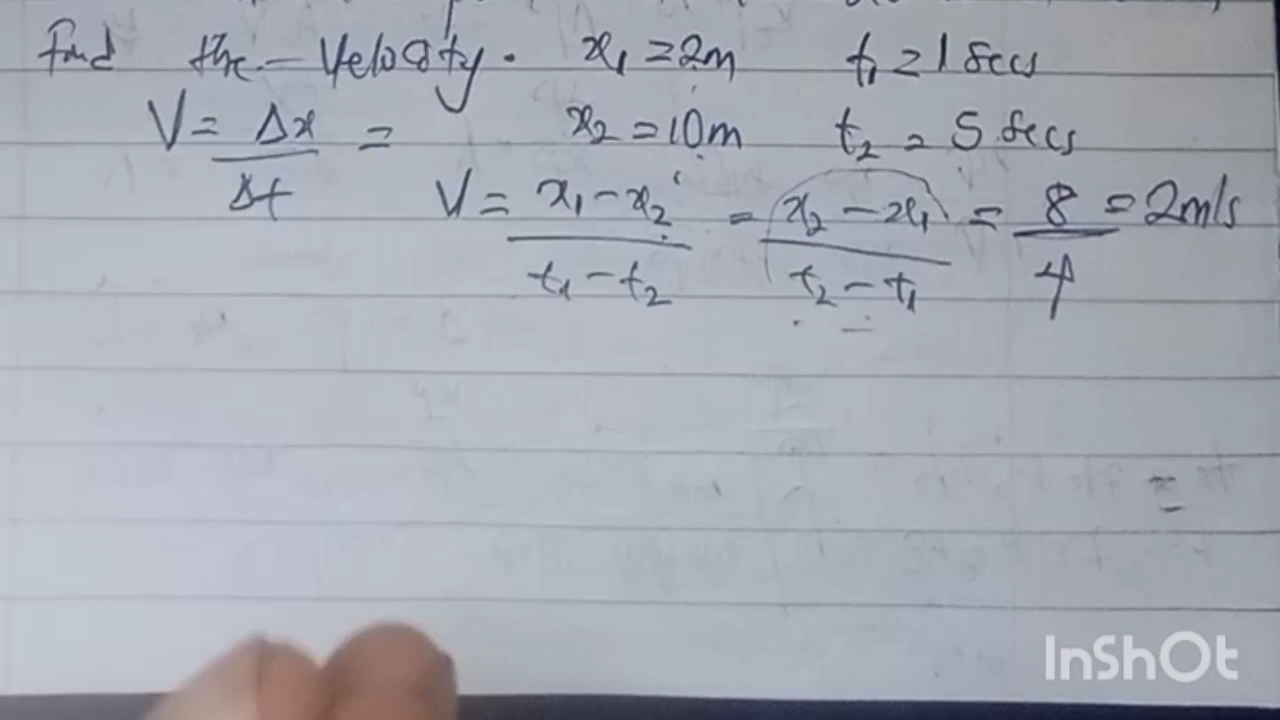 Find the - Velocity. x₁ = 2m t₁ = 1 secs
V = Δx/Δt = x₂ = 10m t₂ = 5 secs
V = x₁ - x₂/t₁ - t₂ = x₂ - x₁/t₂ - t₁ = 8/4 = 2m/s
=
InShOt